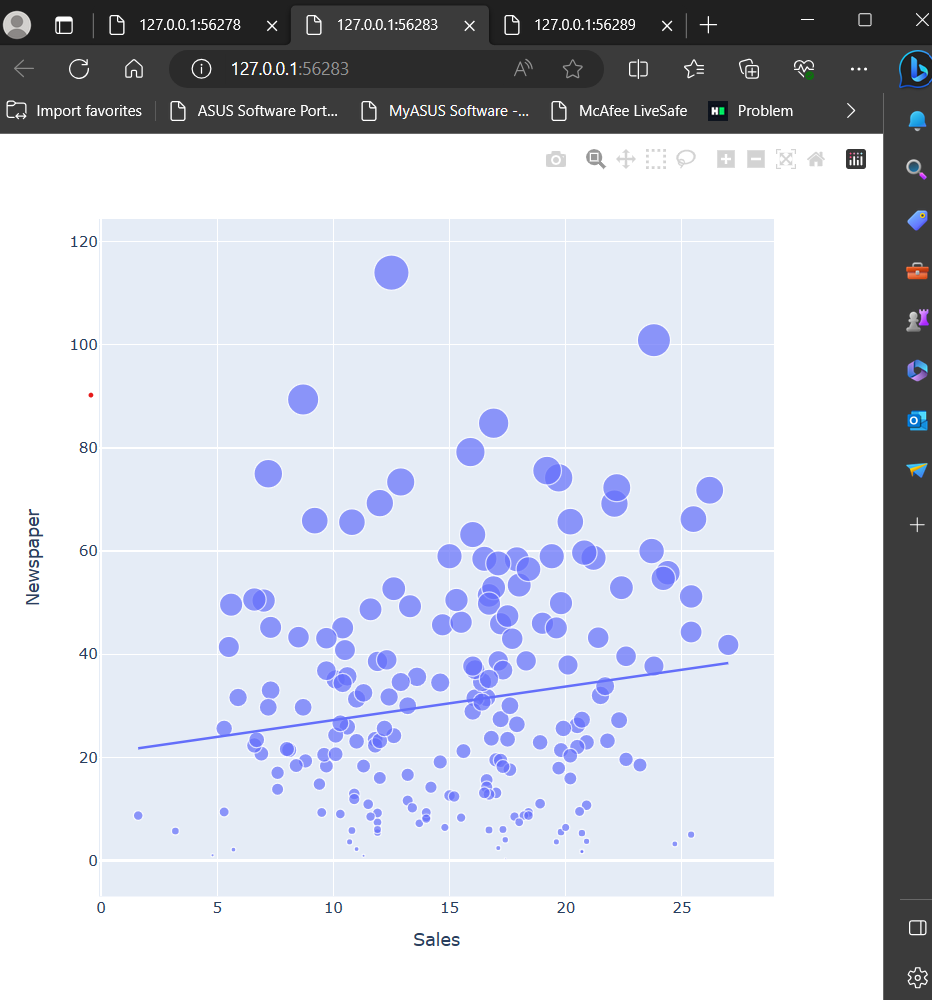 127.0.0.1:56278
127.0.0.1:56283
127.0.0.1:56289
127.0.0.1:56283
Import favorites
ASUS Software Port...
MyASUS Software -...
McAfee LiveSafe
Problem
120
100
80
60
40
20
0
Newspaper
0 5 10 15 20 25
Sales